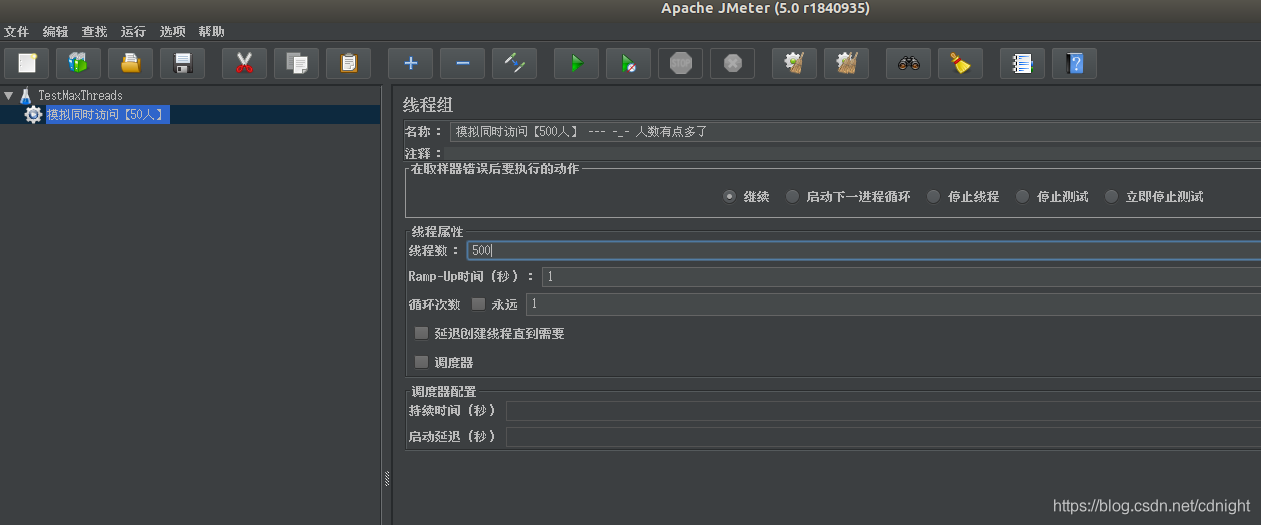 Apache JMeter (5.0 r1840935)
文件 编辑 查找 运行 选项 帮助
STOP
TestMaxThreads
模拟同时访问【50人】
线程组
名称： 模拟同时访问【500人】 --- -_- 人数有点多了
注释：
在取样器错误后要执行的动作
继续 启动下一进程循环 停止线程 停止测试 立即停止测试
线程属性
线程数： 500
Ramp-Up时间（秒）： 1
循环次数 永远 1
延迟创建线程直到需要
调度器
调度器配置
持续时间（秒）
启动延迟（秒）
https://blog.csdn.net/cdnight